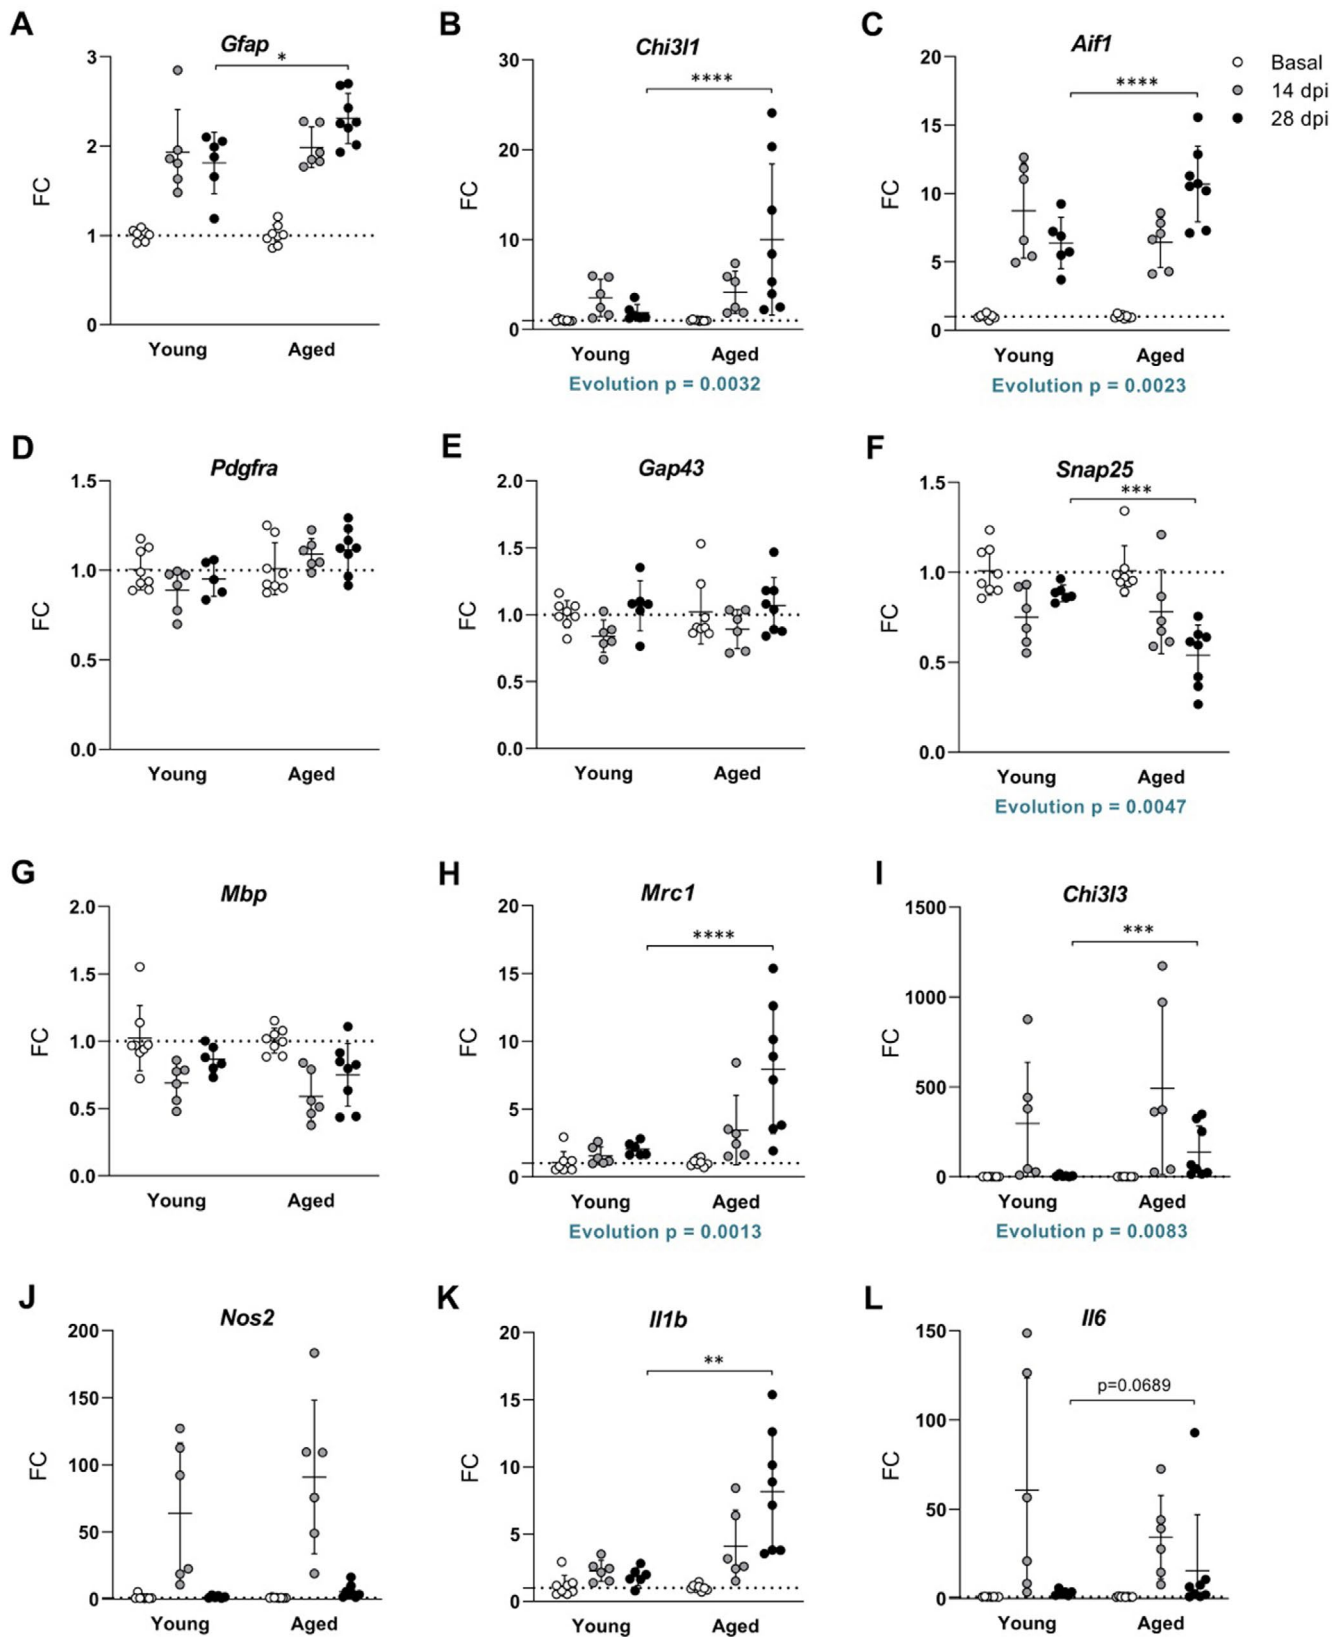 A
Gfap
*
3
2
1
0
FC
Young Aged
B
Chi3l1
****
30
20
10
0
FC
Young Aged
Evolution p = 0.0032
C
Aif1
****
20
15
10
5
0
FC
Young Aged
Evolution p = 0.0023
Basal
14 dpi
28 dpi
D
Pdgfra
1.5
1.0
0.5
0.0
FC
Young Aged
E
Gap43
2.0
1.5
1.0
0.5
0.0
FC
Young Aged
F
Snap25
***
1.5
1.0
0.5
0.0
FC
Young Aged
Evolution p = 0.0047
G
Mbp
2.0
1.5
1.0
0.5
0.0
FC
Young Aged
H
Mrc1
****
20
15
10
5
0
FC
Young Aged
Evolution p = 0.0013
I
Chi3l3
***
1500
1000
500
0
FC
Young Aged
Evolution p = 0.0083
J
Nos2
200
150
100
50
0
FC
Young Aged
K
Il1b
**
20
15
10
5
0
FC
Young Aged
L
Il6
p=0.0689
150
100
50
0
FC
Young Aged